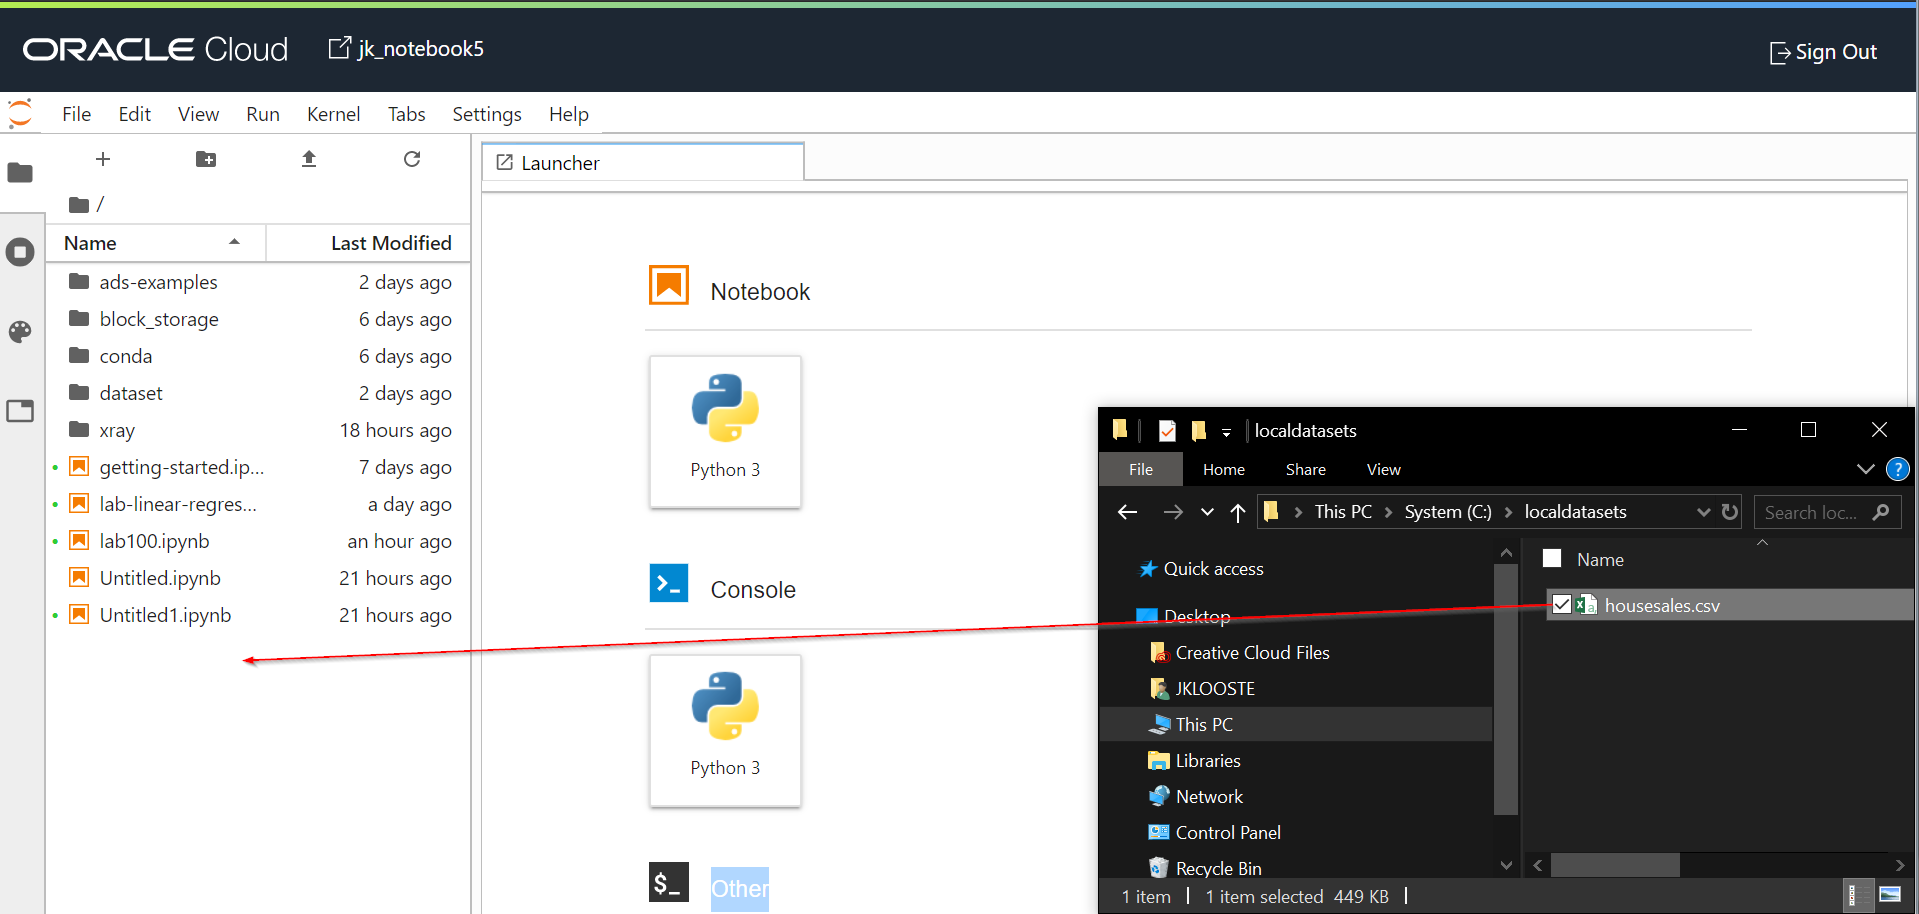 ORACLE Cloud
jk_notebook5
Sign Out
File Edit View Run Kernel Tabs Settings Help
Launcher
/
Name Last Modified
ads-examples 2 days ago
block_storage 6 days ago
conda 6 days ago
dataset 2 days ago
xray 18 hours ago
getting-started.ip... 7 days ago
lab-linear-regres... a day ago
lab100.ipynb an hour ago
Untitled.ipynb 21 hours ago
Untitled1.ipynb 21 hours ago
Notebook
Python 3
Console
Python 3
$_ Other
localdatasets
File Home Share View
?
This PC > System (C:) > localdatasets
Search loc...
Quick access
Desktop
Creative Cloud Files
JKLOOSTE
This PC
Libraries
Network
Control Panel
Recycle Bin
Name
housesales.csv
1 item 1 item selected 449 KB